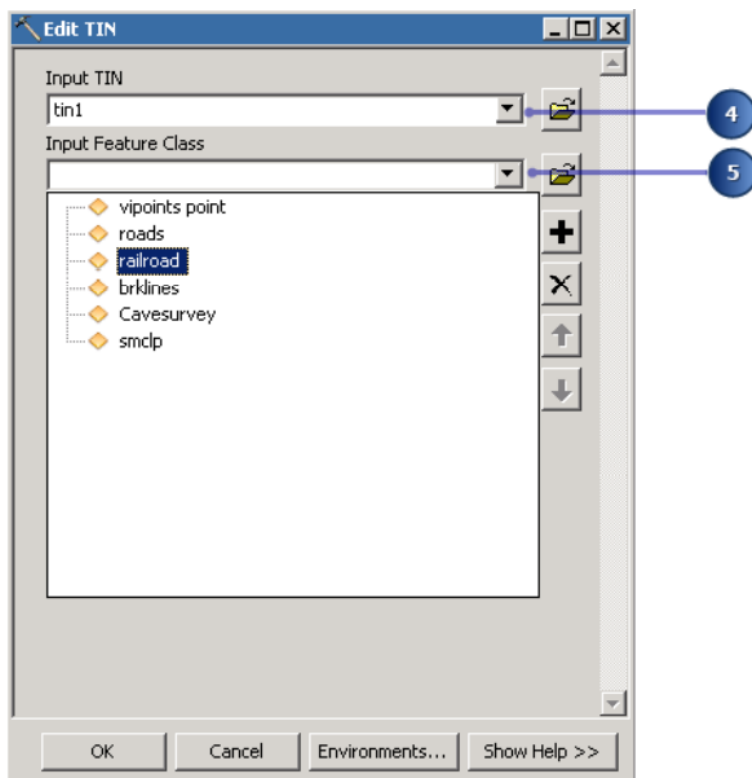 Edit TIN
Input TIN
tin1
4
Input Feature Class
5
vipoints point
roads
railroad
brklines
Cavesurvey
smclp
OK Cancel Environments... Show Help >>